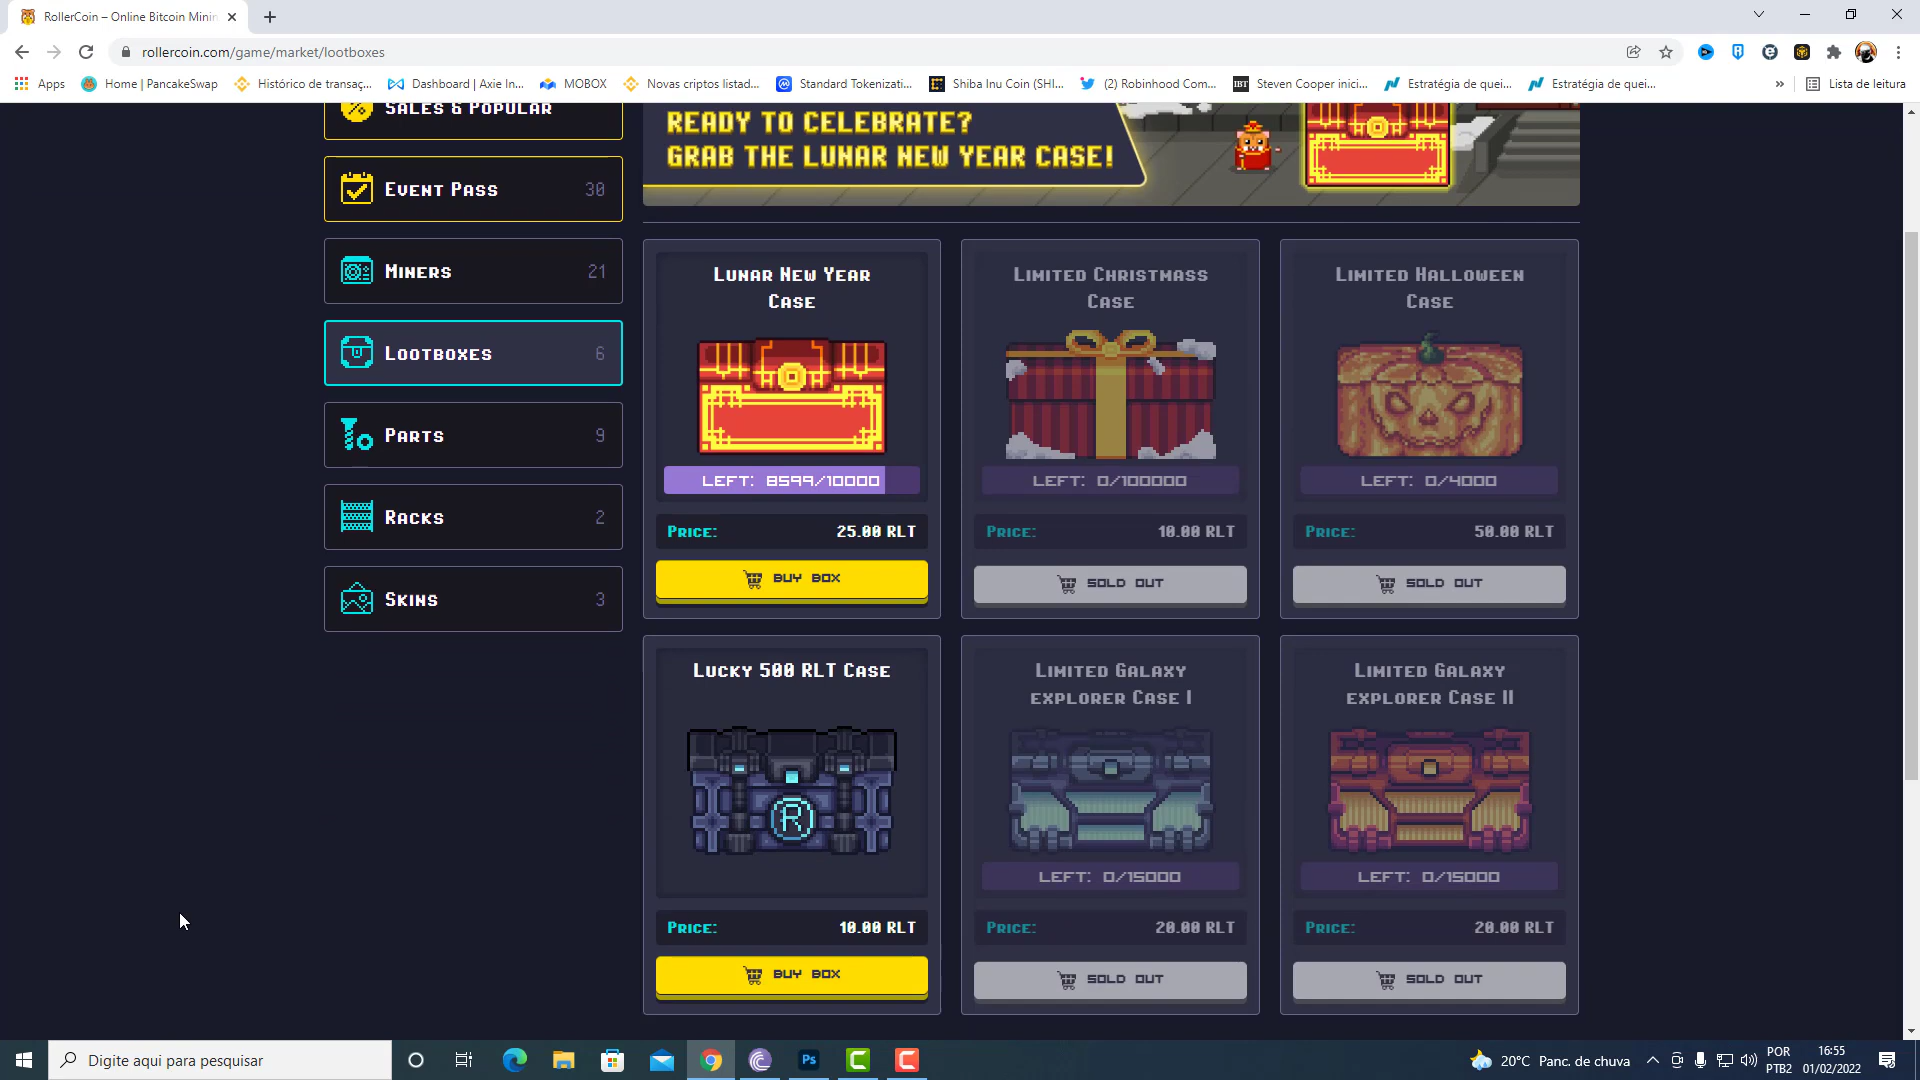 RollerCoin – Online Bitcoin Minin
rollercoin.com/game/market/lootboxes
Apps
Home | PancakeSwap
Histórico de transaç...
Dashboard | Axie In...
MOBOX
Novas criptos listad...
Standard Tokenizati...
Shiba Inu Coin (SHI...
(2) Robinhood Com...
Steven Cooper inici...
Estratégia de quei...
Estratégia de quei...
»
Lista de leitura
SALES & POPULAR
EVENT PASS 30
MINERS 21
LOOTBOXES 6
PARTS 9
RACKS 2
SKINS 3
READY TO CELEBRATE?
GRAB THE LUNAR NEW YEAR CASE!
LUNAR NEW YEAR
CASE
LEFT: 8599/10000
PRICE: 25.00 RLT
BUY BOX
LIMITED CHRISTMASS
CASE
LEFT: 0/100000
PRICE: 10.00 RLT
SOLD OUT
LIMITED HALLOWEEN
CASE
LEFT: 0/4000
PRICE: 50.00 RLT
SOLD OUT
LUCKY 500 RLT CASE
R
PRICE: 10.00 RLT
BUY BOX
LIMITED GALAXY
EXPLORER CASE I
LEFT: 0/15000
PRICE: 20.00 RLT
SOLD OUT
LIMITED GALAXY
EXPLORER CASE II
LEFT: 0/15000
PRICE: 20.00 RLT
SOLD OUT
Digite aqui para pesquisar
Ps
20°C Panc. de chuva
POR
PTB2
16:55
01/02/2022